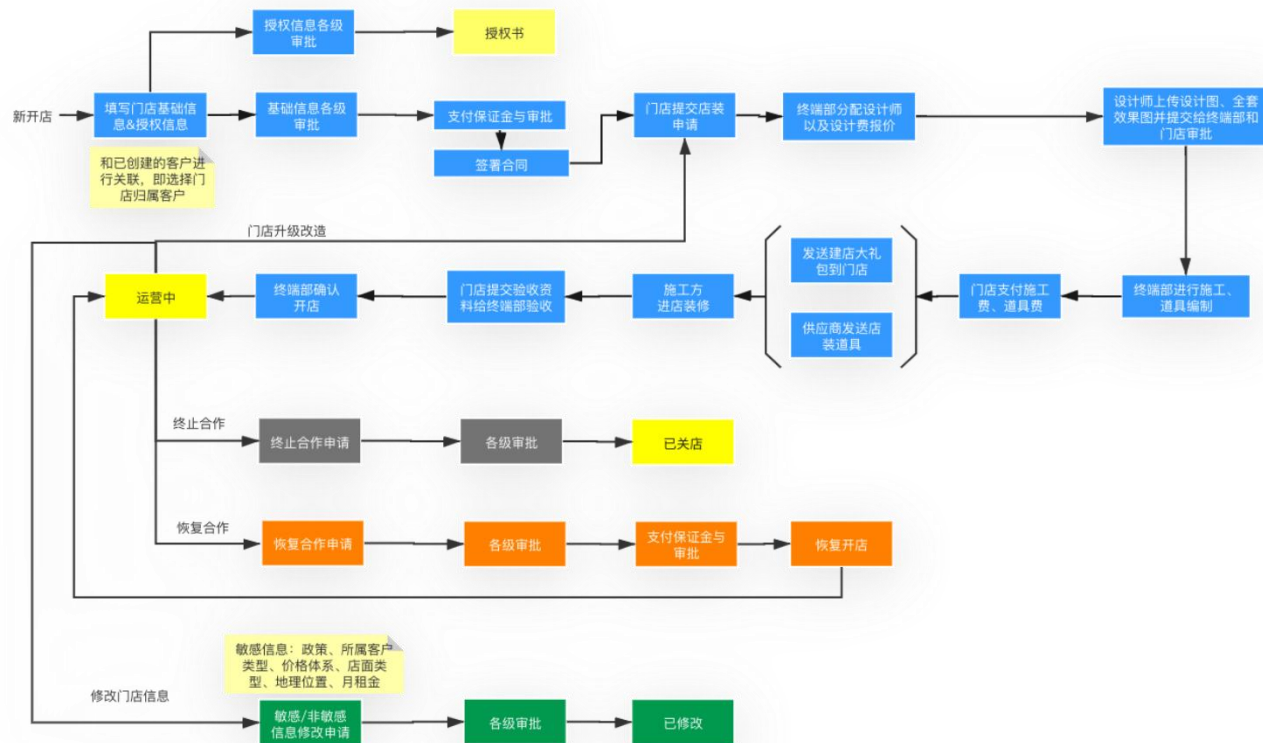 授权信息各级
审批
授权书
新开店
填写门店基础信
息&授权信息
基础信息各级
审批
支付保证金与审批
签署合同
门店提交店装
申请
终端部分配设计师
以及设计费报价
设计师上传设计图、全套
效果图并提交给终端部和
门店审批
和已创建的客户进
行关联，即选择门
店归属客户
门店升级改造
运营中
终端部确认
开店
门店提交验收资
料给终端部验收
施工方
进店装修
发送建店大礼
包到门店
供应商发送店
装道具
门店支付施工
费、道具费
终端部进行施工、
道具编制
终止合作
终止合作申请
各级审批
已关店
恢复合作
恢复合作申请
各级审批
支付保证金与
审批
恢复开店
敏感信息：政策、所属客户
类型、价格体系、店面类
型、地理位置、月租金
修改门店信息
敏感/非敏感
信息修改申请
各级审批
已修改